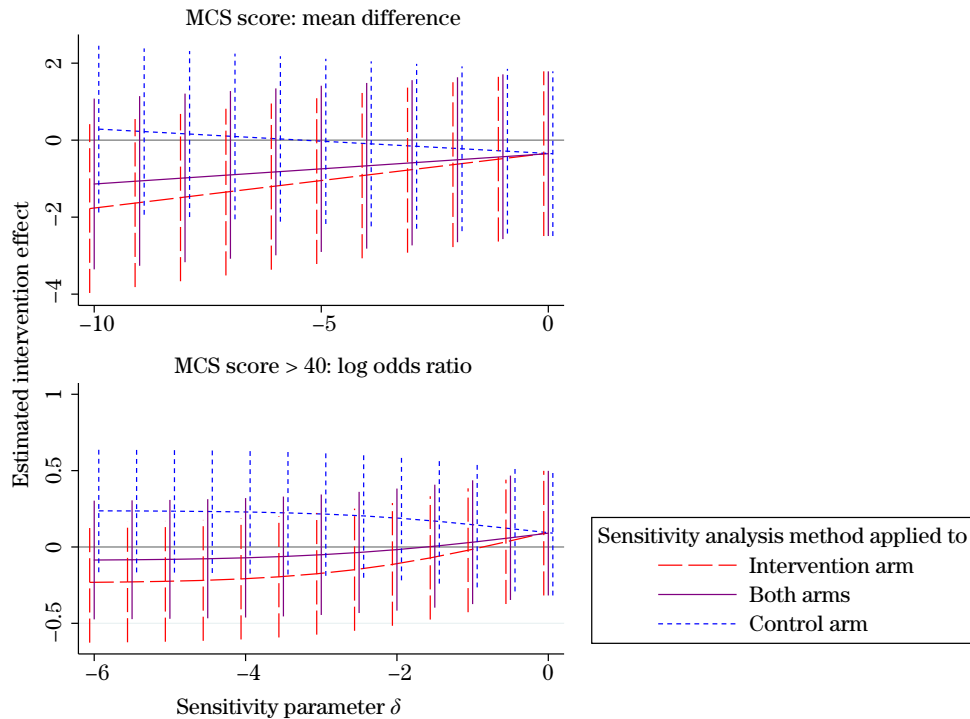 MCS score: mean difference
2
0
−2
−4
−10
−5
0
Estimated intervention effect
MCS score > 40: log odds ratio
1
0.5
0
−0.5
−6
−4
−2
0
Sensitivity parameter δ
Sensitivity analysis method applied to
Intervention arm
Both arms
Control arm